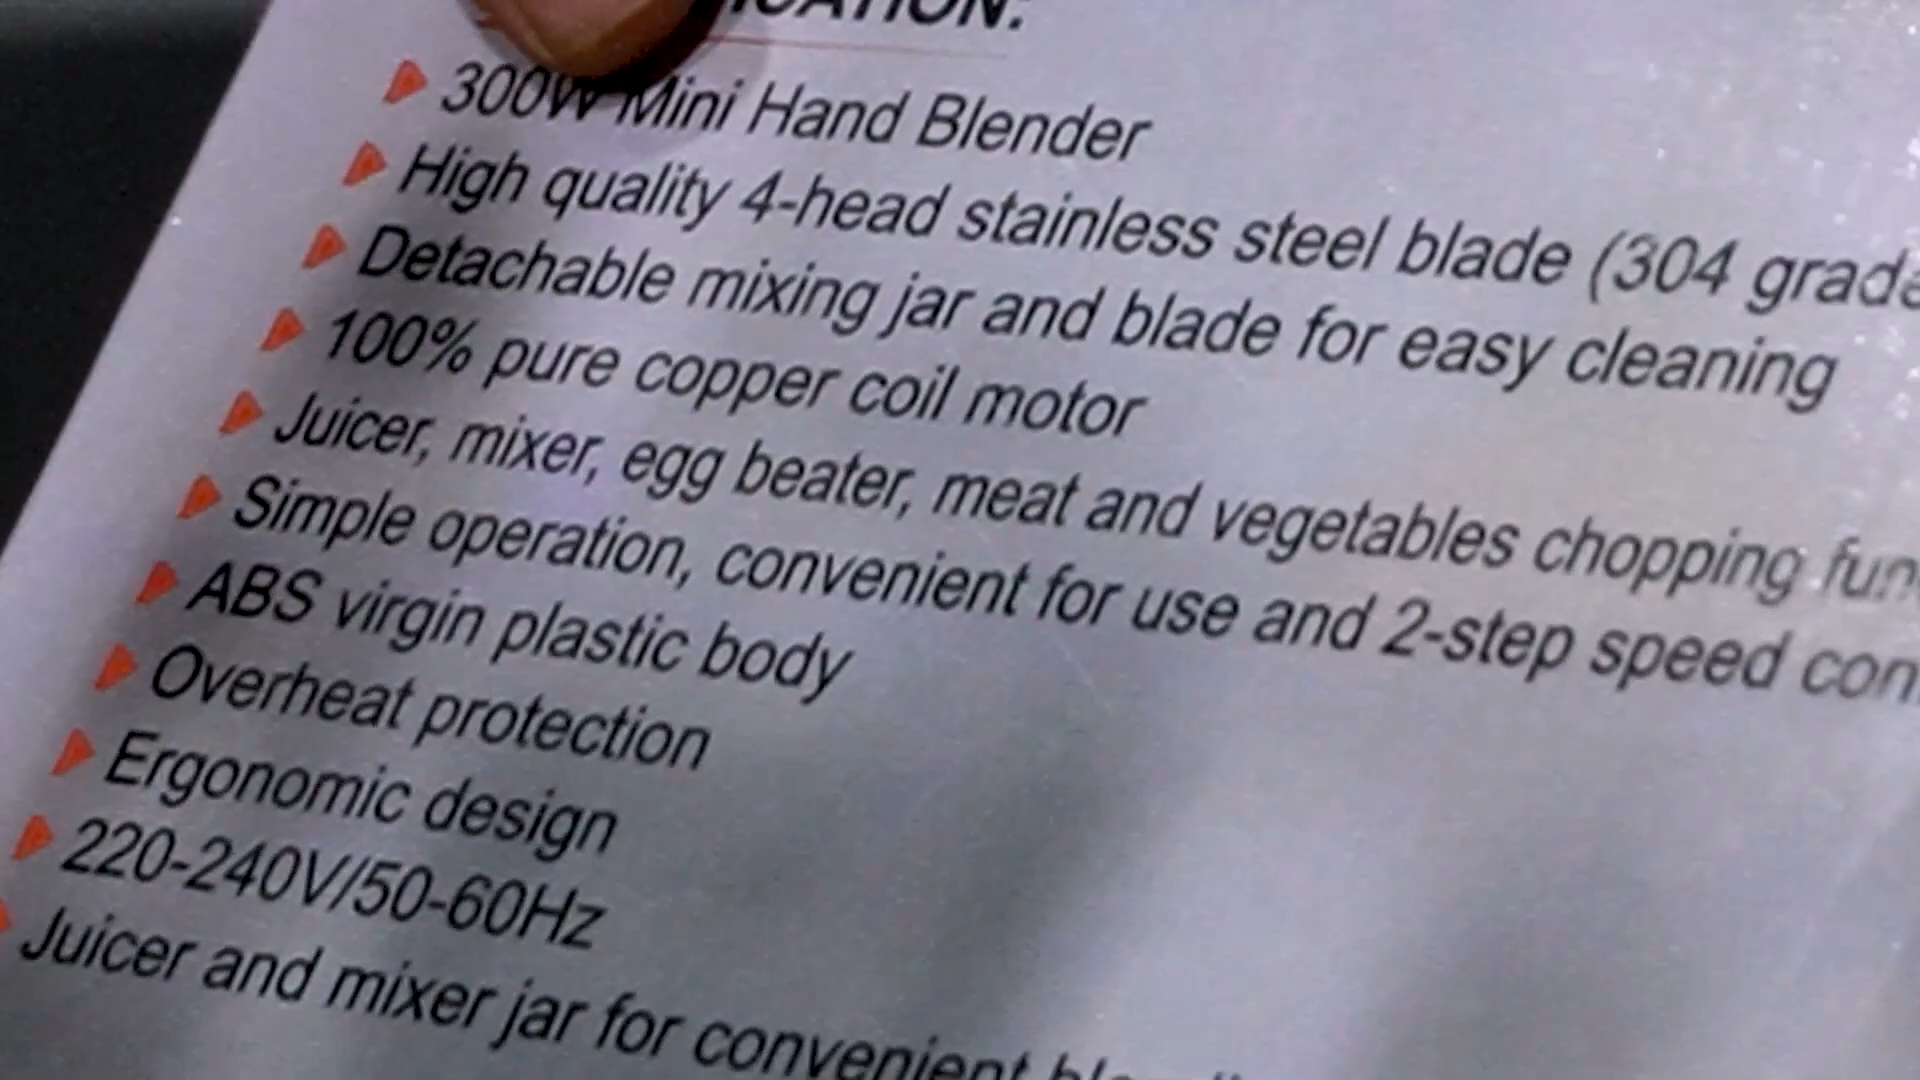 300W Mini Hand Blender
High quality 4-head stainless steel blade (304 grade
Detachable mixing jar and blade for easy cleaning
100% pure copper coil motor
Juicer, mixer, egg beater, meat and vegetables chopping
Simple operation, convenient for use and 2-step speed
ABS virgin plastic body
Overheat protection
Ergonomic design
220-240V/50-60Hz
Juicer and mixer jar for convenient